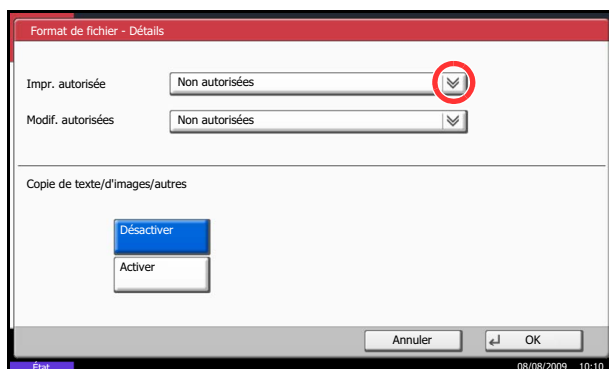 Format de fichier - Détails
Impr. autorisée
Non autorisées
Modif. autorisées
Non autorisées
Copie de texte/d'images/autres
Désactiver
Activer
Annuler
OK
État
08/08/2009 10:10